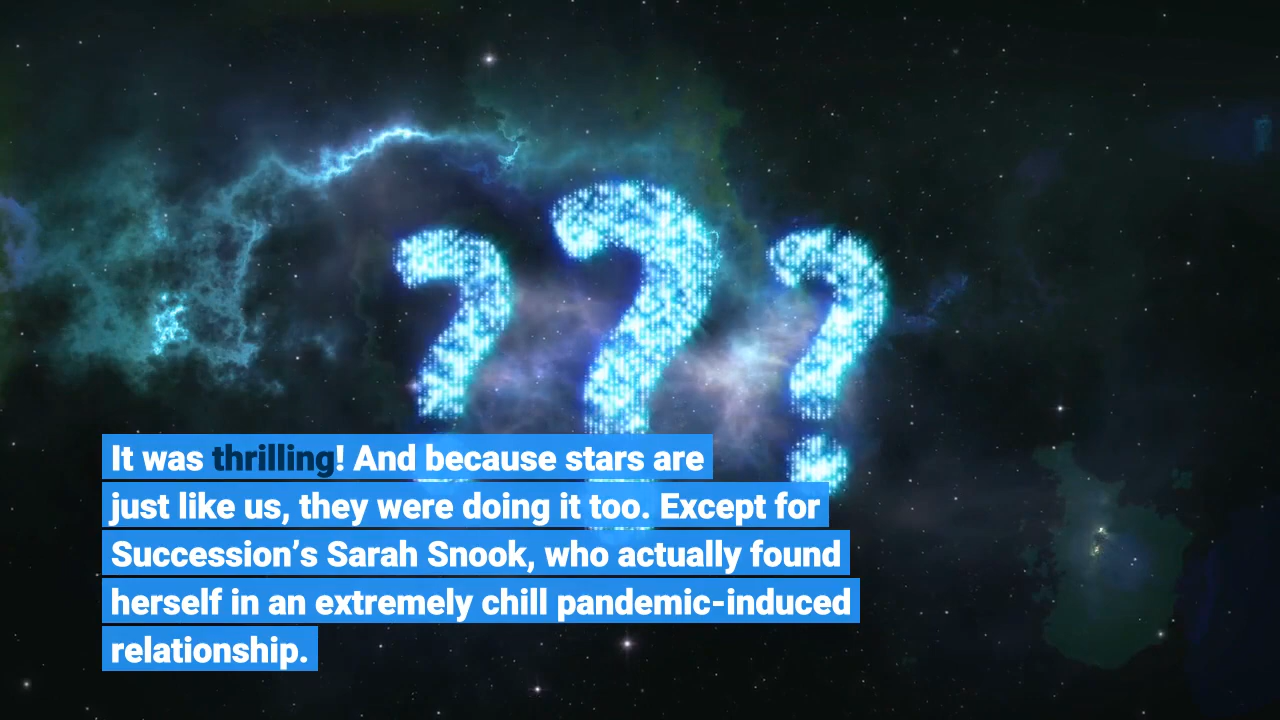 ???
It was thrilling! And because stars are
just like us, they were doing it too. Except for
Succession’s Sarah Snook, who actually found
herself in an extremely chill pandemic-induced
relationship.